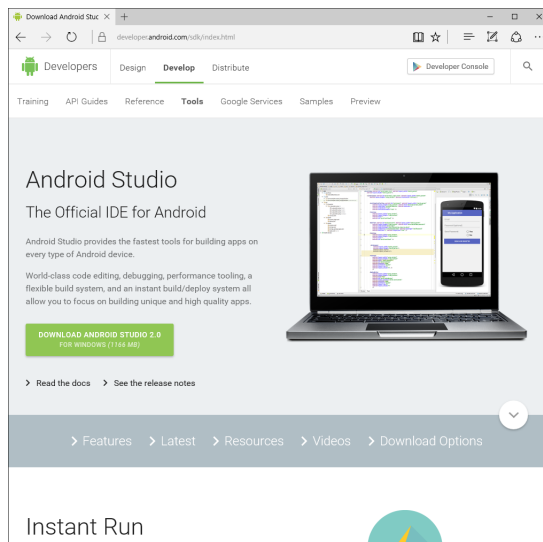 Download Android Stud
developer.android.com/sdk/index.html
Developers Design Develop Distribute Developer Console
Training API Guides Reference Tools Google Services Samples Preview
Android Studio
The Official IDE for Android
Android Studio provides the fastest tools for building apps on
every type of Android device.
World-class code editing, debugging, performance tooling, a
flexible build system, and an instant build/deploy system all
allow you to focus on building unique and high quality apps.
DOWNLOAD ANDROID STUDIO 2.0
FOR WINDOWS (1166 MB)
Read the docs See the release notes
Features Latest Resources Videos Download Options
Instant Run